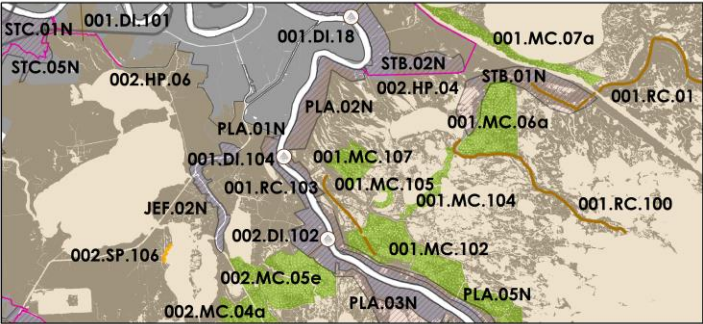 STC.01N
001.DI.101
001.DI.18
001.MC.07a
STC.05N
002.HP.06
STB.02N
STB.01N
002.HP.04
001.RC.01
PLA.02N
PLA.01N
001.MC.06a
001.DI.104
001.MC.107
001.RC.103
001.MC.105
001.MC.104
001.RC.100
JEF.02N
002.DI.102
001.MC.102
002.SP.106
002.MC.05e
PLA.05N
PLA.03N
002.MC.04a